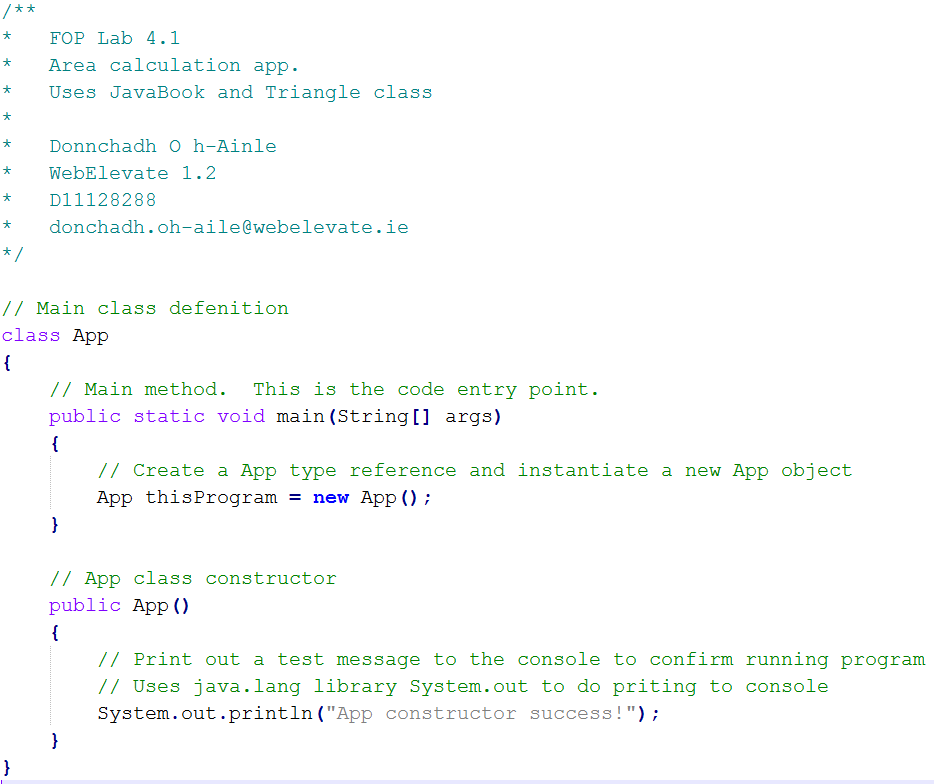 /**
*   FOP Lab 4.1
*   Area calculation app.
*   Uses JavaBook and Triangle class
*
*   Donnchadh O h-Ainle
*   WebElevate 1.2
*   D11128288
*   donchadh.oh-aile@webelevate.ie
*/

// Main class defenition
class App
{
    // Main method.  This is the code entry point.
    public static void main(String[] args)
    {
        // Create a App type reference and instantiate a new App object
        App thisProgram = new App();
    }

    // App class constructor
    public App()
    {
        // Print out a test message to the console to confirm running program
        // Uses java.lang library System.out to do priting to console
        System.out.println("App constructor success!");
    }
}